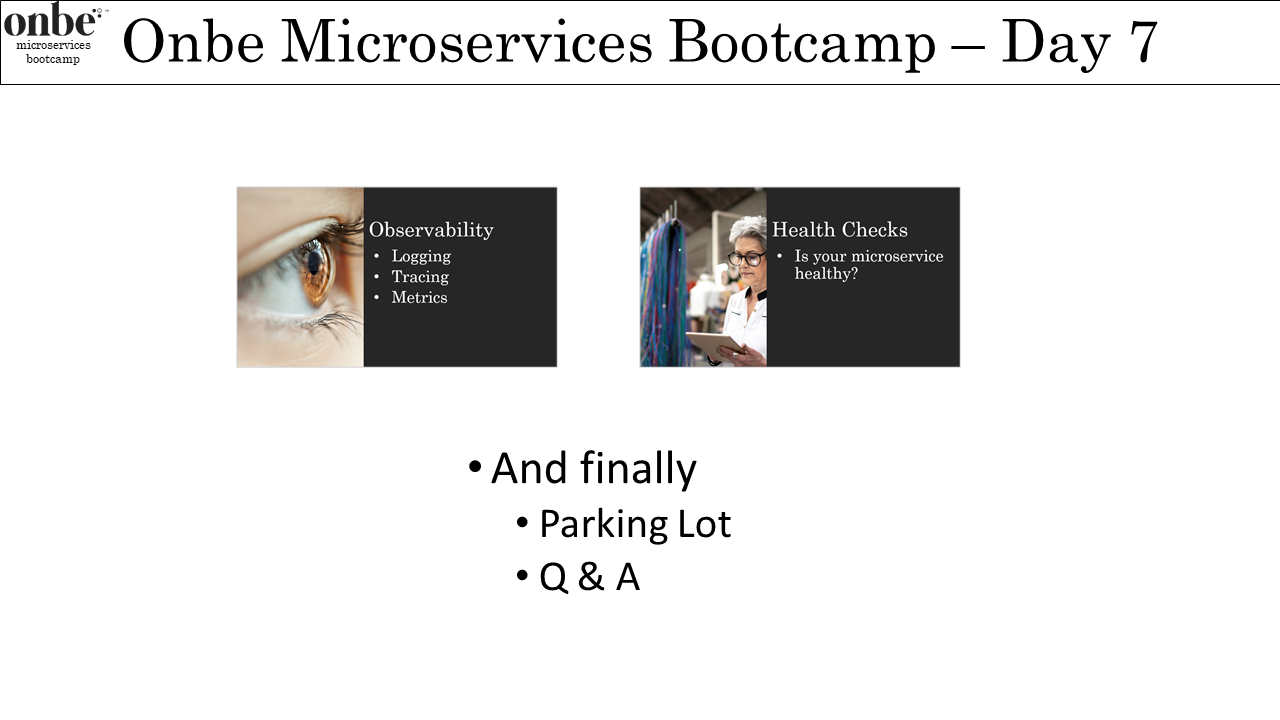 onbe
microservices
bootcamp
Onbe Microservices Bootcamp – Day 7
Observability
• Logging
• Tracing
• Metrics
Health Checks
• Is your microservice
healthy?
• And finally
• Parking Lot
• Q & A